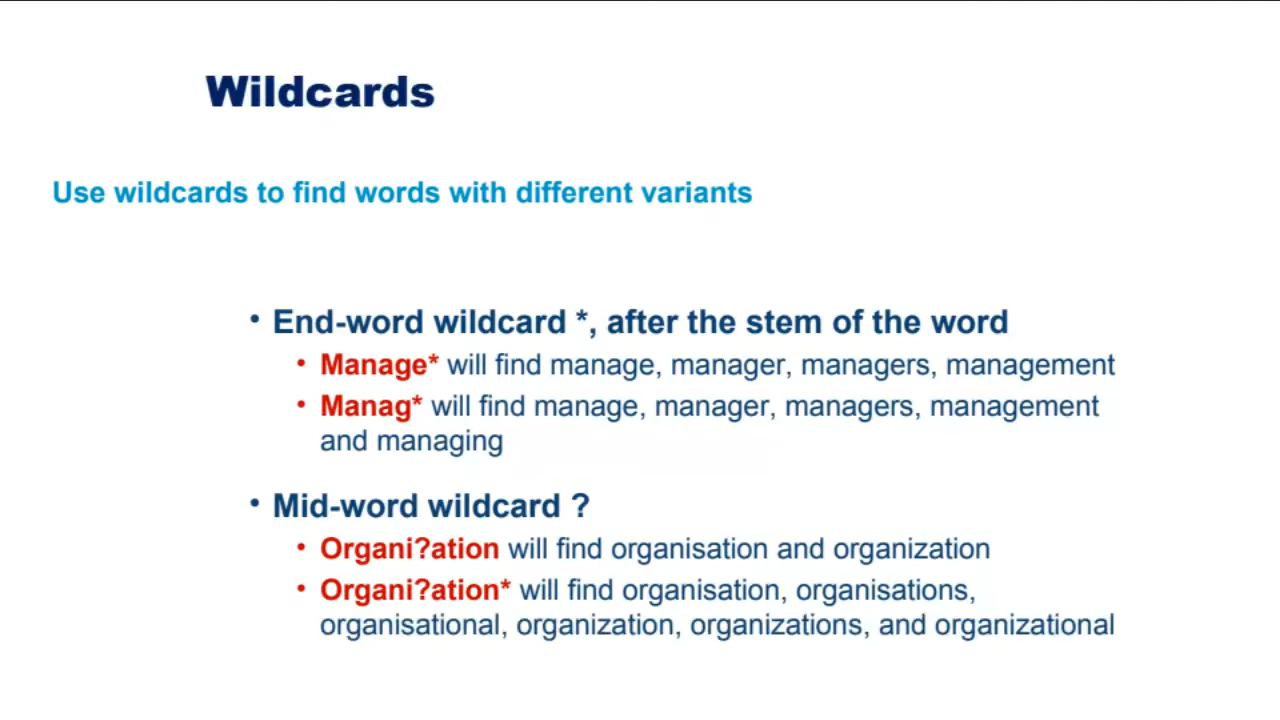 Wildcards
Use wildcards to find words with different variants
• End-word wildcard *, after the stem of the word
• Manage* will find manage, manager, managers, management
• Manag* will find manage, manager, managers, management
and managing
• Mid-word wildcard ?
• Organi?ation will find organisation and organization
• Organi?ation* will find organisation, organisations,
organisational, organization, organizations, and organizational